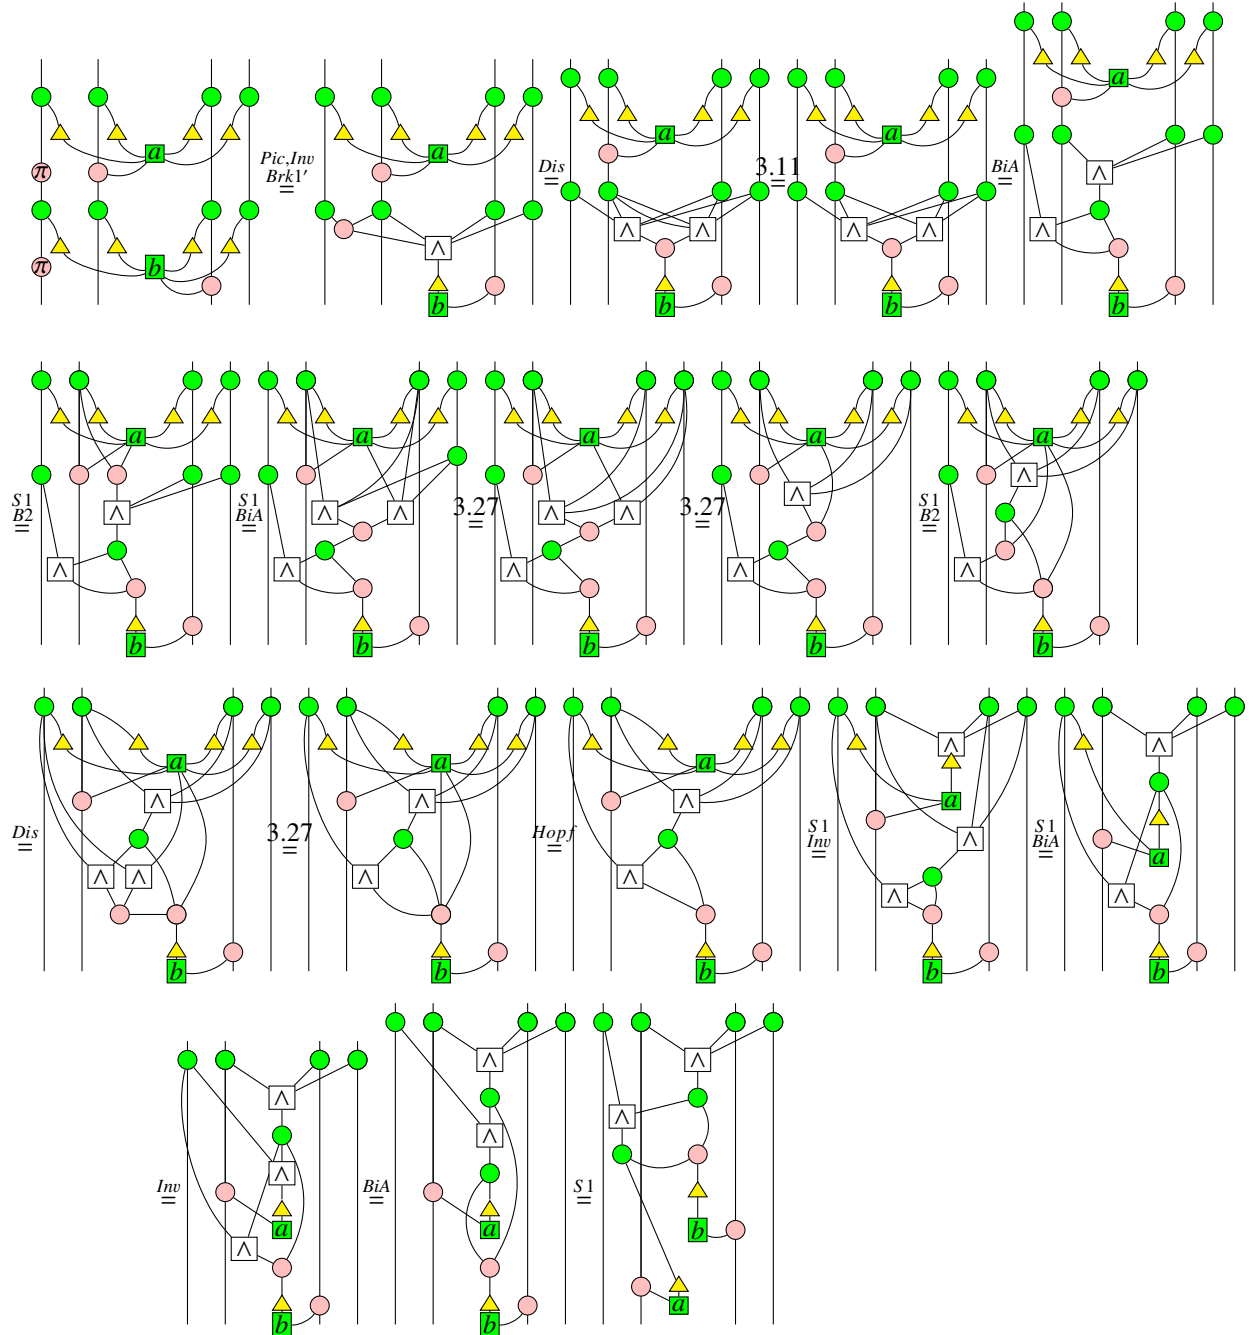 a
π
b
π
Pic,Inv
Brk1′
=
a
∧
b
Dis
=
a
∧ ∧
b
3.11
=
a
∧ ∧
b
BiA
=
a
∧
∧
b
S1
B2
=
a
∧
∧
b
S1
BiA
=
a
∧ ∧
∧
b
3.27
=
a
∧ ∧
∧
b
3.27
=
a
∧
∧
b
S1
B2
=
a
∧
∧
b
Dis
=
a
∧
∧ ∧
b
3.27
=
a
∧
∧
b
Hopf
=
a
∧
∧
b
S1
Inv
=
∧
a
∧
∧
b
S1
BiA
=
∧
a
∧
b
Inv
=
∧
∧
a
∧
b
BiA
=
∧
∧
a
b
S1
=
∧
∧
b
a